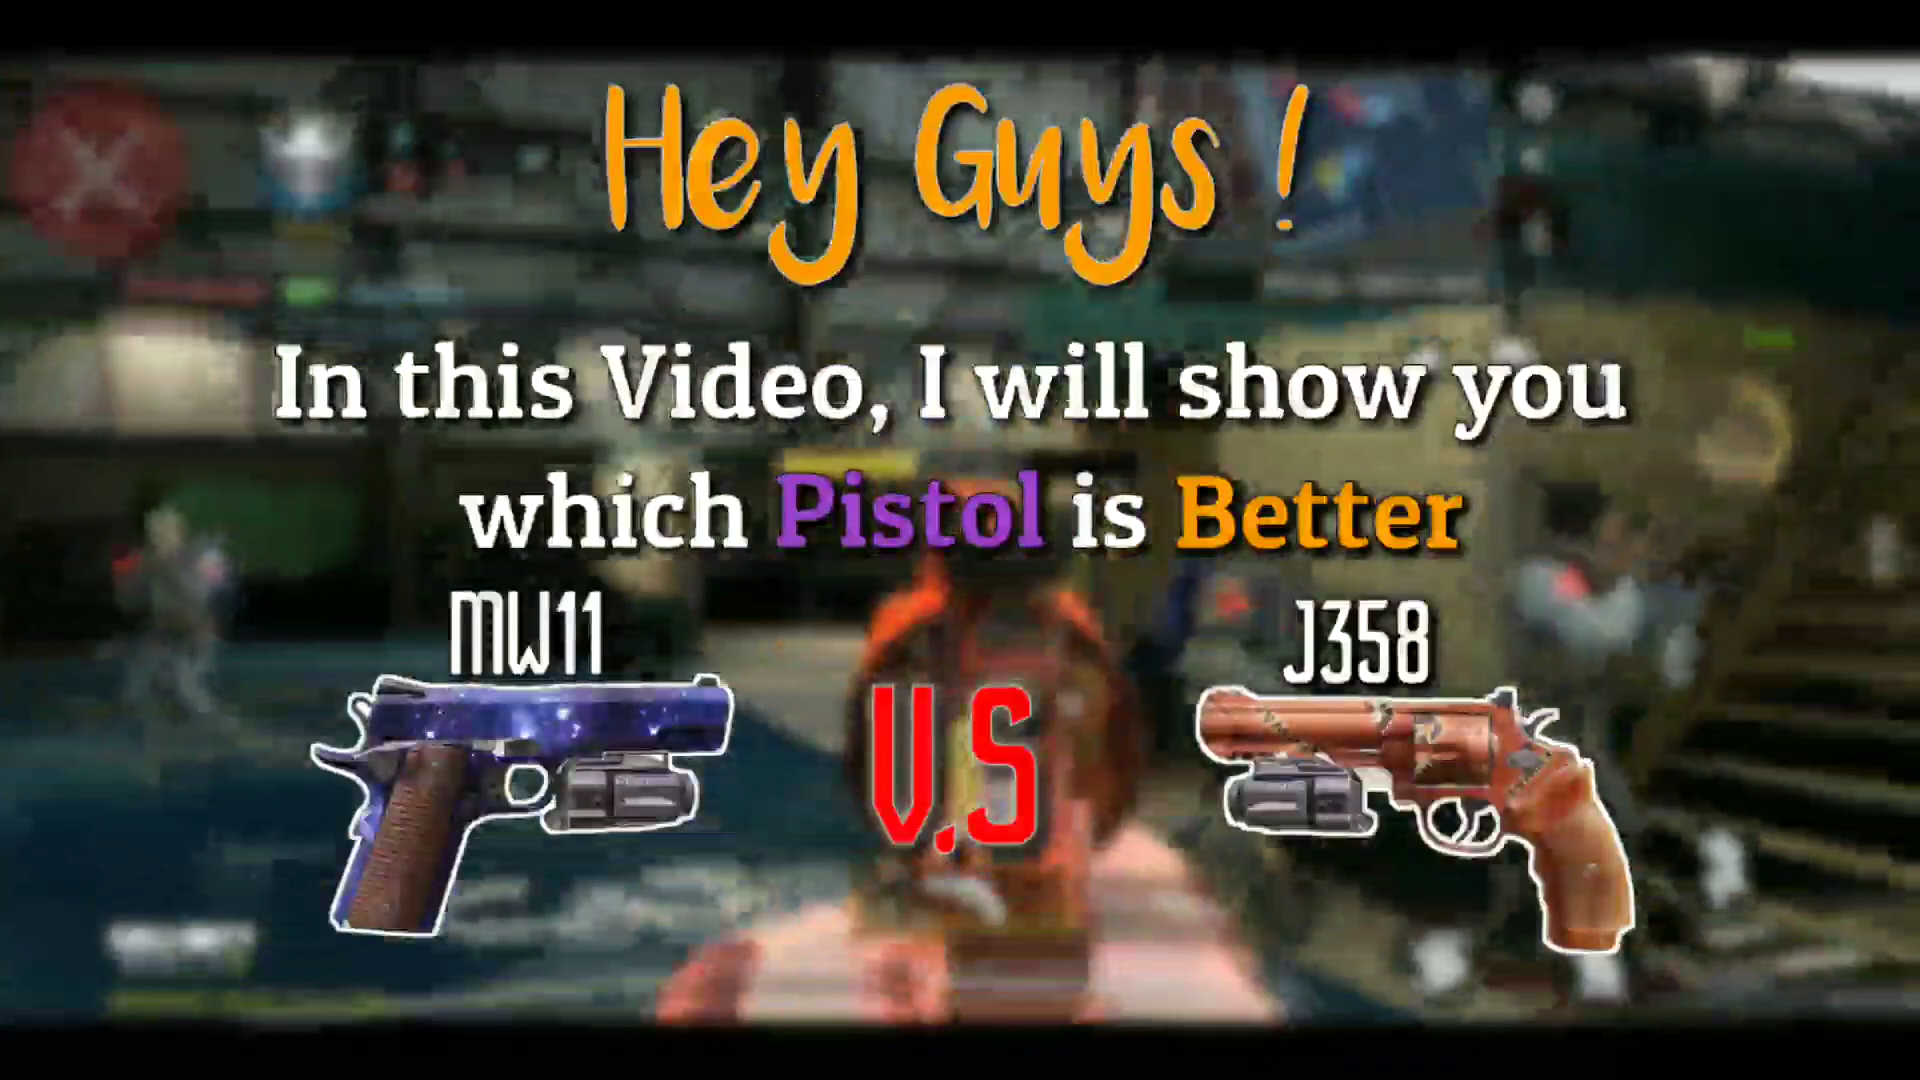 Hey Guys !
In this Video, I will show you
which Pistol is Better
MW11
J358
V.S